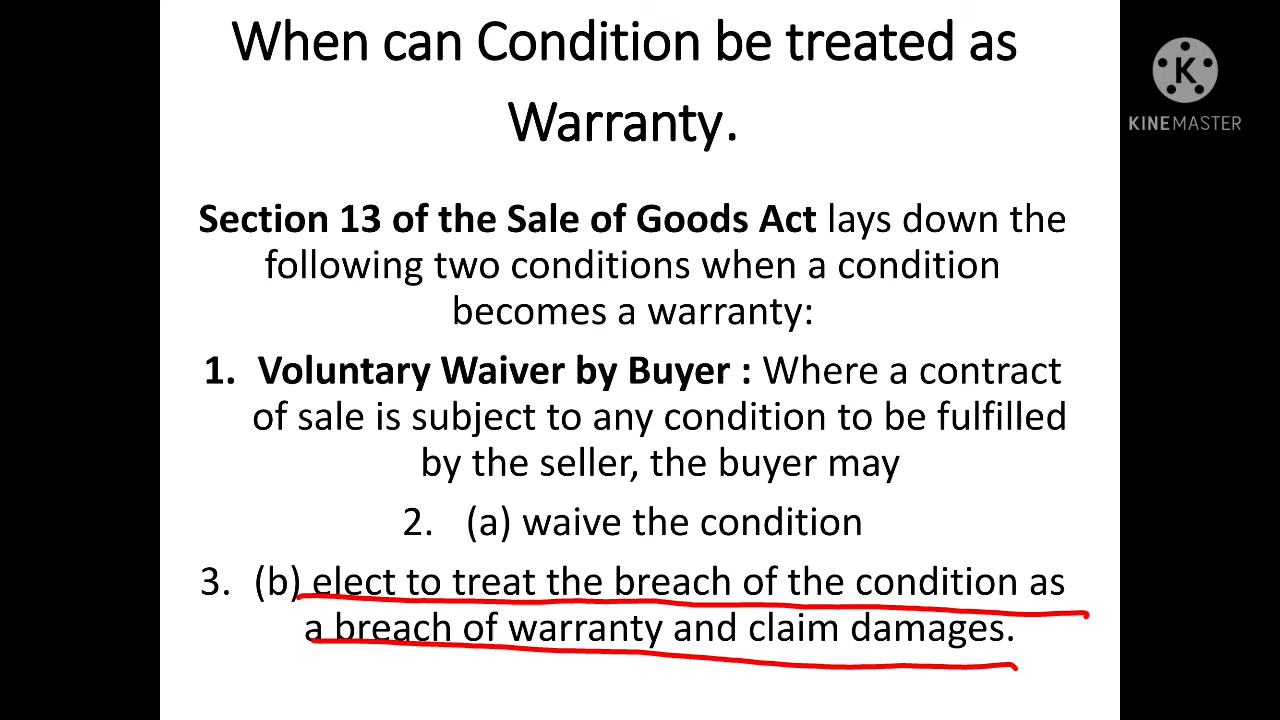 When can Condition be treated as
Warranty.
K
KINEMASTER
Section 13 of the Sale of Goods Act lays down the
following two conditions when a condition
becomes a warranty:
1. Voluntary Waiver by Buyer : Where a contract
of sale is subject to any condition to be fulfilled
by the seller, the buyer may
2. (a) waive the condition
3. (b) elect to treat the breach of the condition as
a breach of warranty and claim damages.